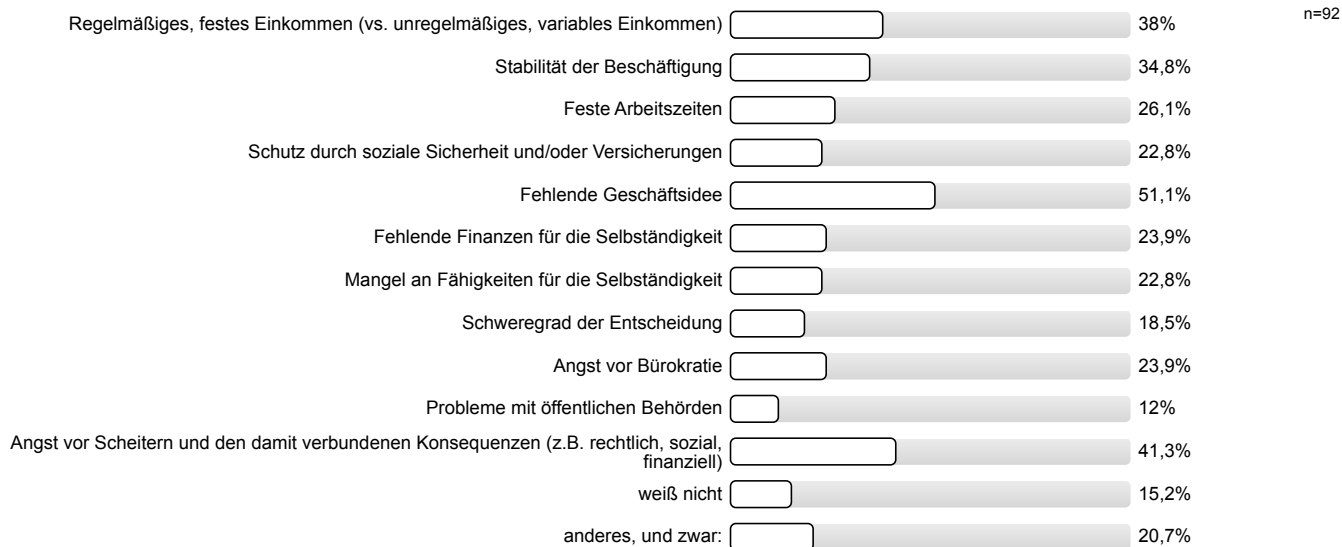 Regelmäßiges, festes Einkommen (vs. unregelmäßiges, variables Einkommen) 38% n=92
Stabilität der Beschäftigung 34,8%
Feste Arbeitszeiten 26,1%
Schutz durch soziale Sicherheit und/oder Versicherungen 22,8%
Fehlende Geschäftsidee 51,1%
Fehlende Finanzen für die Selbständigkeit 23,9%
Mangel an Fähigkeiten für die Selbständigkeit 22,8%
Schweregrad der Entscheidung 18,5%
Angst vor Bürokratie 23,9%
Probleme mit öffentlichen Behörden 12%
Angst vor Scheitern und den damit verbundenen Konsequenzen (z.B. rechtlich, sozial,
finanziell) 41,3%
weiß nicht 15,2%
anderes, und zwar: 20,7%